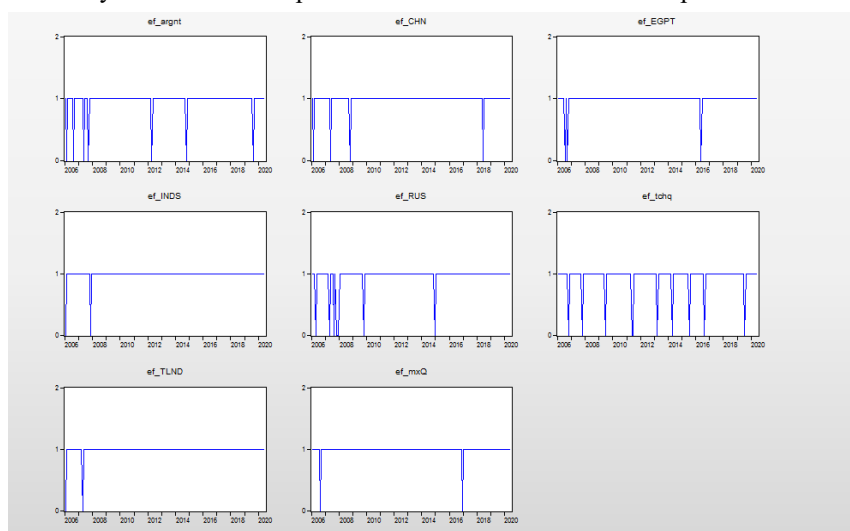 ef_argnt ef_CHN ef_EGPT
2 2 2
1 1 1
0 0 0
2006 2008 2010 2012 2014 2016 2018 2020 2006 2008 2010 2012 2014 2016 2018 2020 2006 2008 2010 2012 2014 2016 2018 2020
ef_INDS ef_RUS ef_tchq
2 2 2
1 1 1
0 0 0
2006 2008 2010 2012 2014 2016 2018 2020 2006 2008 2010 2012 2014 2016 2018 2020 2006 2008 2010 2012 2014 2016 2018 2020
ef_TLND ef_mxQ
2 2
1 1
0 0
2006 2008 2010 2012 2014 2016 2018 2020 2006 2008 2010 2012 2014 2016 2018 2020